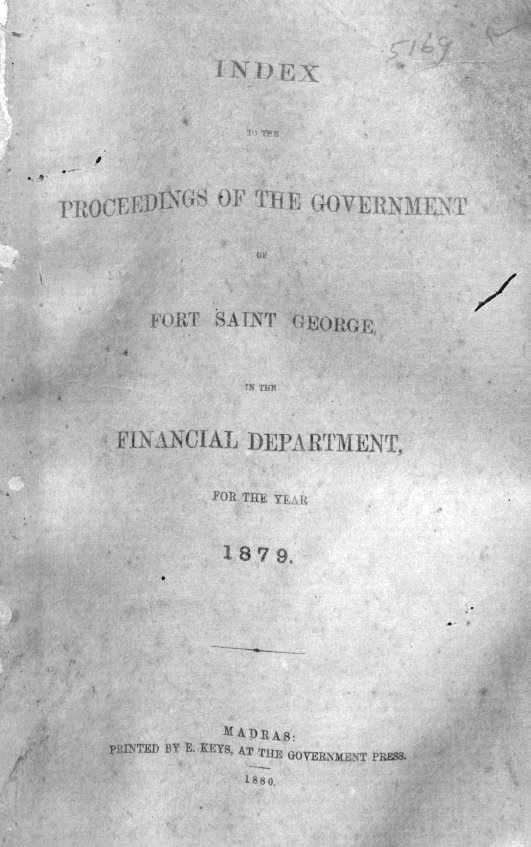 5169
INDEX
TO THE
PROCEEDINGS OF THE GOVERNMENT
OF
FORT SAINT GEORGE,
IN THE
FINANCIAL DEPARTMENT,
FOR THE YEAR
1879.
MADRAS:
PRINTED BY E. KEYS, AT THE GOVERNMENT PRESS.
1880.